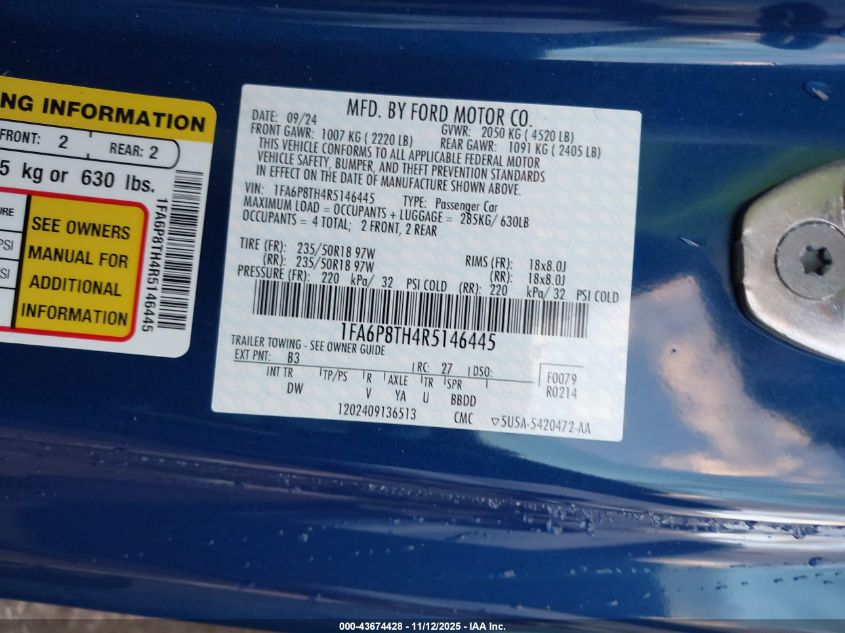 NG INFORMATION
FRONT: 2 REAR: 2
5 kg or 630 lbs.
URE
PSI
SI
SEE OWNERS
MANUAL FOR
ADDITIONAL
INFORMATION
1FA6P8TH4R5146445
MFD. BY FORD MOTOR CO.
DATE: 09/24 GVWR: 2050 KG (4520 LB)
FRONT GAWR: 1007 KG (2220 LB) REAR GAWR: 1091 KG (2405 LB)
THIS VEHICLE CONFORMS TO ALL APPLICABLE FEDERAL MOTOR
VEHICLE SAFETY, BUMPER, AND THEFT PREVENTION STANDARDS
IN EFFECT ON THE DATE OF MANUFACTURE SHOWN ABOVE.
VIN: 1FA6P8TH4R5146445 TYPE: Passenger Car
MAXIMUM LOAD = OCCUPANTS + LUGGAGE = 285KG/ 630LB
OCCUPANTS = 4 TOTAL; 2 FRONT, 2 REAR
TIRE (FR): 235/50R18 97W RIMS (FR): 18x8.0J
(RR): 235/50R18 97W (RR): 18x8.0J
PRESSURE (FR): 220 kPa/ 32 PSI COLD (RR): 220 kPa/ 32 PSI COLD
1FA6P8TH4R5146445
TRAILER TOWING - SEE OWNER GUIDE
EXT PNT: B3 RC: 27 DSO: F0079
INT TR TP/PS R AXLE TR SPR R0214
DW V YA U BBDD
1202409136513 CMC ▽5U5A-5420472-AA
000-43674428 - 11/12/2025 - IAA Inc.